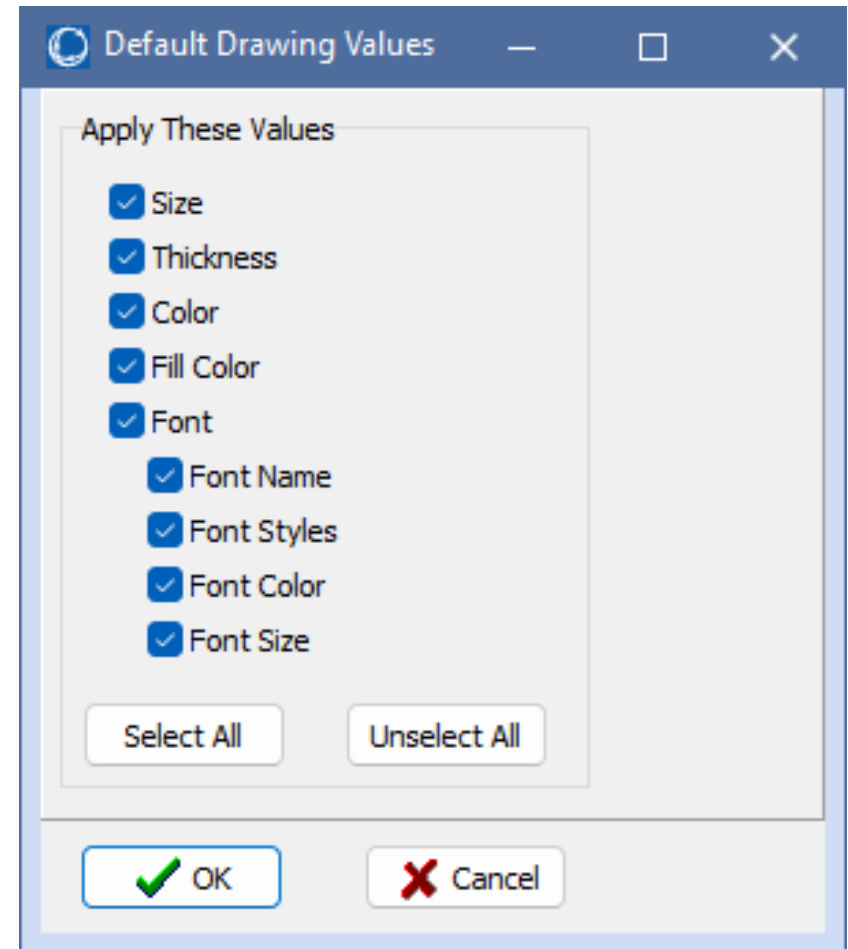 Default Drawing Values
Apply These Values
Size
Thickness
Color
Fill Color
Font
Font Name
Font Styles
Font Color
Font Size
Select All Unselect All
OK Cancel